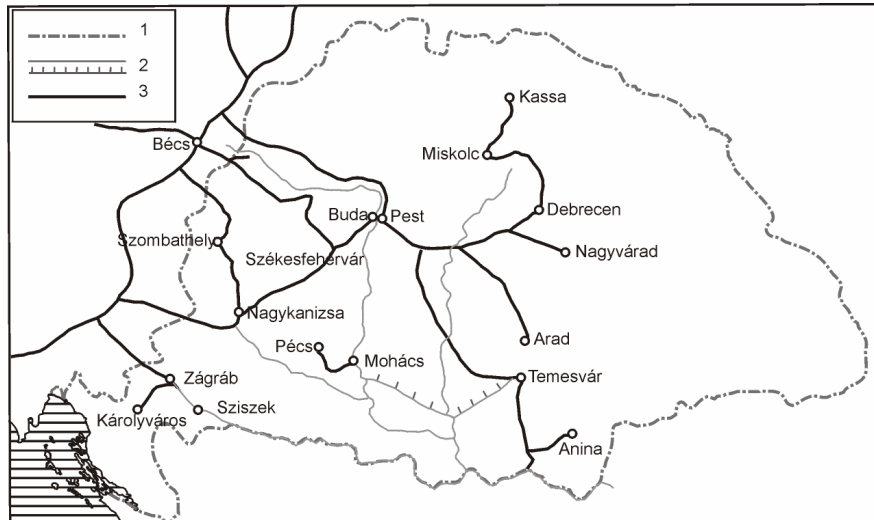 1
2
3
Kassa
Bécs
Miskolc
Debrecen
Buda
Pest
Szombathely
Székesfehérvár
Nagyvárad
Nagykanizsa
Pécs
Mohács
Arad
Zágráb
Temesvár
Károlyváros
Sziszek
Anina